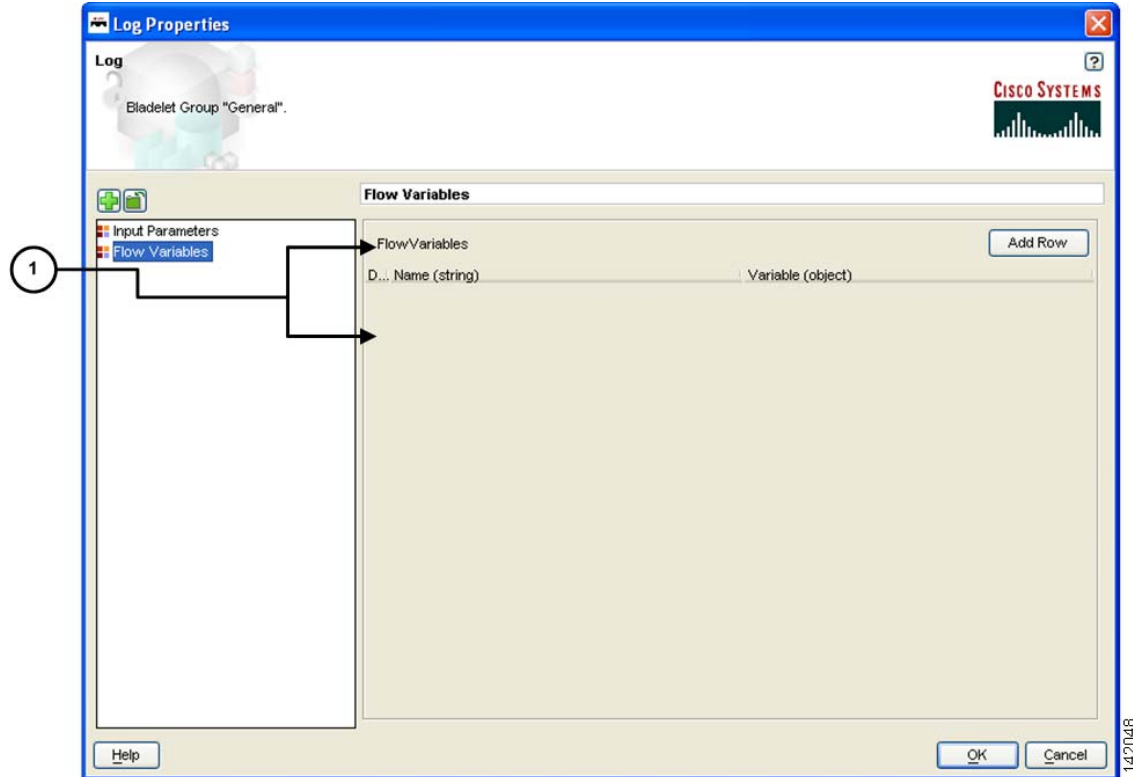 Log Properties
Log
?
Bladelet Group "General".
CISCO SYSTEMS
Flow Variables
Input Parameters
Flow Variables
1
FlowVariables
Add Row
D... Name (string) Variable (object)
Help
OK
Cancel
142048